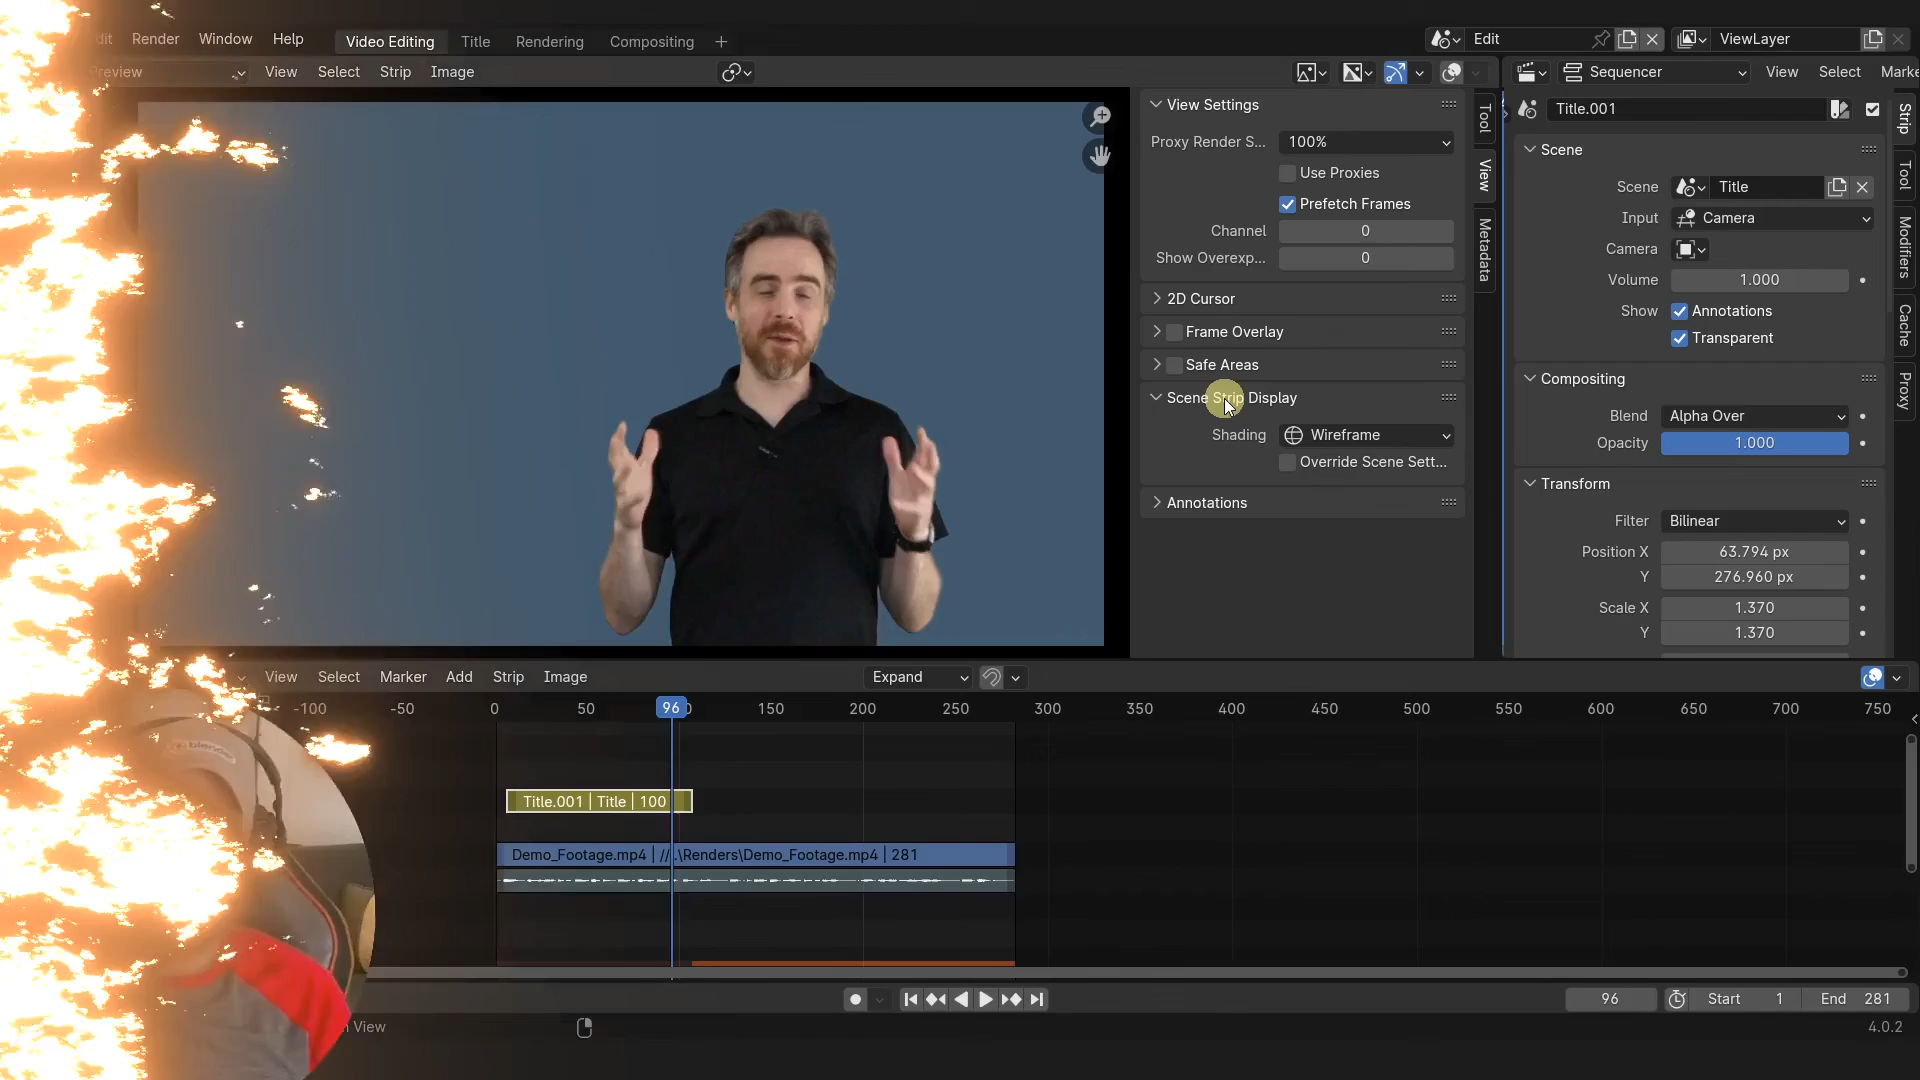 Render Window Help Video Editing Title Rendering Compositing + Edit ViewLayer
Preview View Select Strip Image Sequencer View Select Marke
View Settings
Proxy Render S... 100%
Use Proxies
Prefetch Frames
Channel 0
Show Overexp... 0
2D Cursor
Frame Overlay
Safe Areas
Scene Strip Display
Shading Wireframe
Override Scene Sett...
Annotations
Tool
View
Metadata
Title.001
Scene
Scene Title
Input Camera
Camera
Volume 1.000
Show Annotations
Transparent
Compositing
Blend Alpha Over
Opacity 1.000
Transform
Filter Bilinear
Position X 63.794 px
Y 276.960 px
Scale X 1.370
Y 1.370
Strip
Tool
Modifiers
Cache
Proxy
View Select Marker Add Strip Image Expand
-100 -50 0 50 96 150 200 250 300 350 400 450 500 550 600 650 700 750
Title.001 | Title | 100
Demo_Footage.mp4 | //..\Renders\Demo_Footage.mp4 | 281
blender
96 Start 1 End 281
View 4.0.2